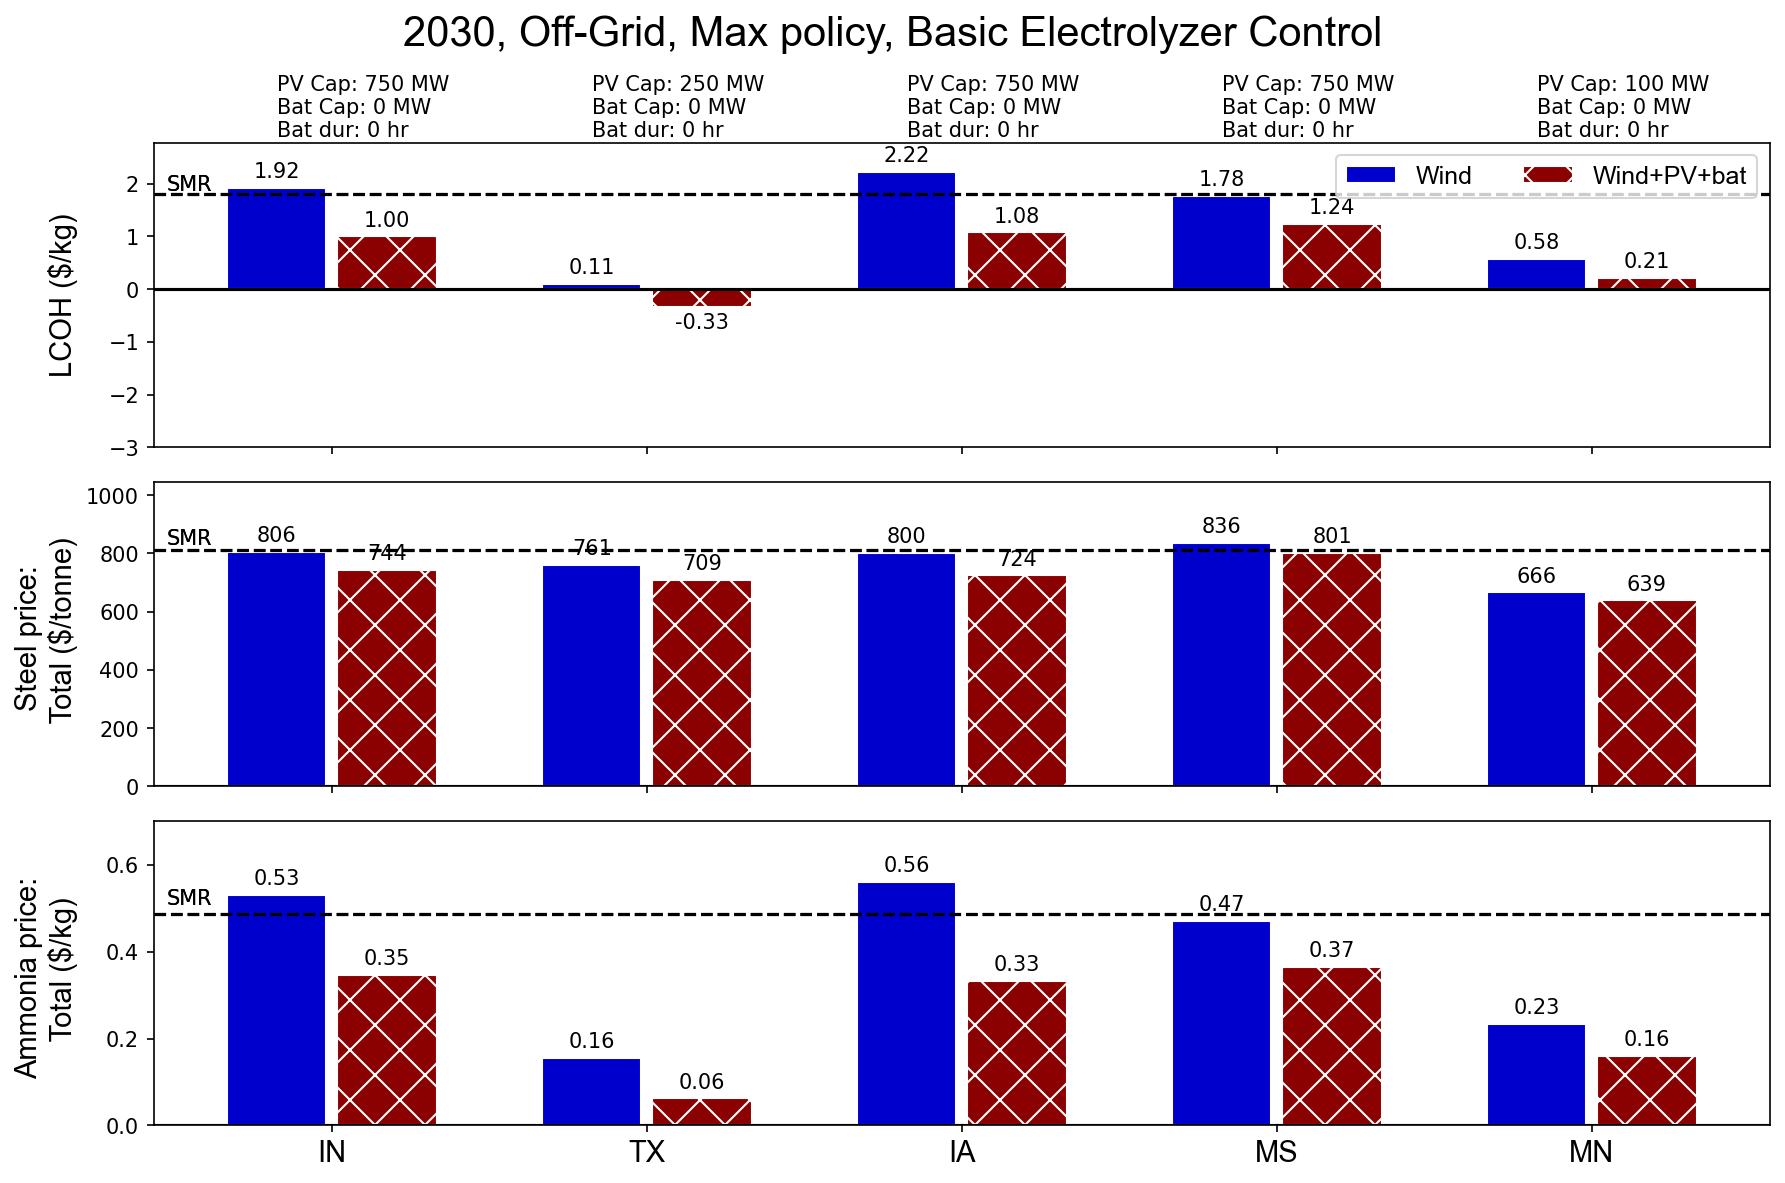 2030, Off-Grid, Max policy, Basic Electrolyzer Control
PV Cap: 750 MW
Bat Cap: 0 MW
Bat dur: 0 hr
PV Cap: 250 MW
Bat Cap: 0 MW
Bat dur: 0 hr
PV Cap: 750 MW
Bat Cap: 0 MW
Bat dur: 0 hr
PV Cap: 750 MW
Bat Cap: 0 MW
Bat dur: 0 hr
PV Cap: 100 MW
Bat Cap: 0 MW
Bat dur: 0 hr
LCOH ($/kg)
2
1
0
−1
−2
−3
SMR
1.92
1.00
0.11
-0.33
2.22
1.08
1.78
1.24
0.58
0.21
Wind
Wind+PV+bat
Steel price:
Total ($/tonne)
1000
800
600
400
200
0
SMR
806
744
761
709
800
724
836
801
666
639
Ammonia price:
Total ($/kg)
0.6
0.4
0.2
0.0
SMR
0.53
0.35
0.16
0.06
0.56
0.33
0.47
0.37
0.23
0.16
IN
TX
IA
MS
MN